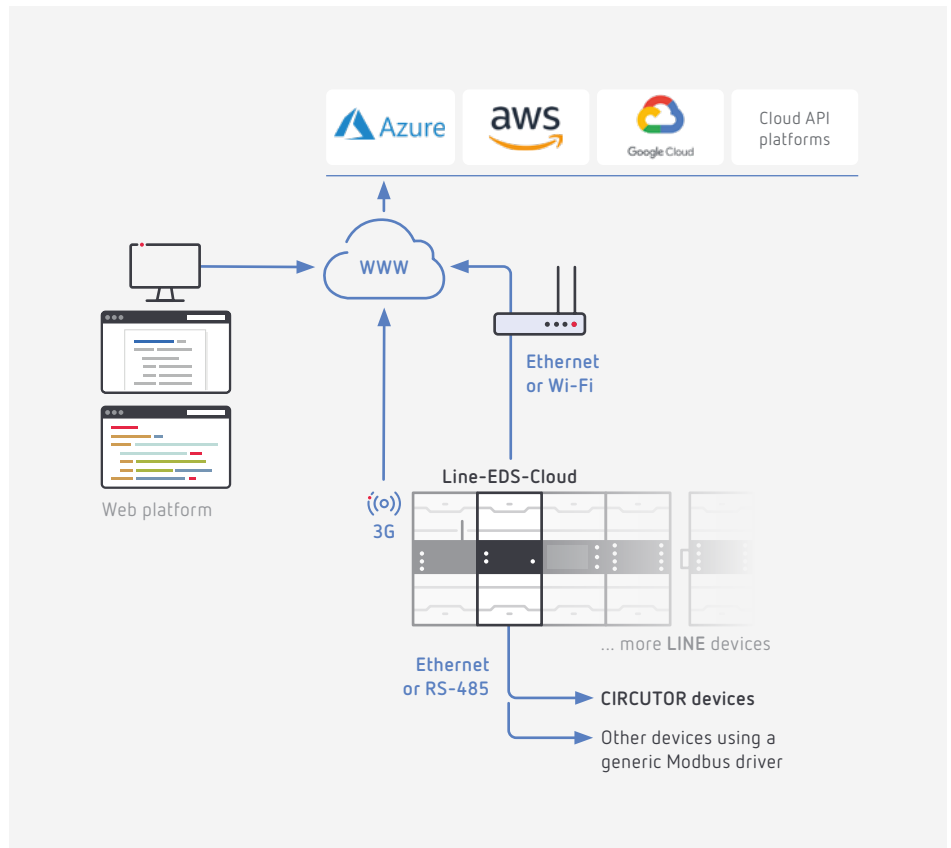 Azure
aws
Google Cloud
Cloud API
platforms
WWW
Ethernet
or Wi-Fi
Web platform
Line-EDS-Cloud
3G
... more LINE devices
Ethernet
or RS-485
CIRCUTOR devices
Other devices using a
generic Modbus driver